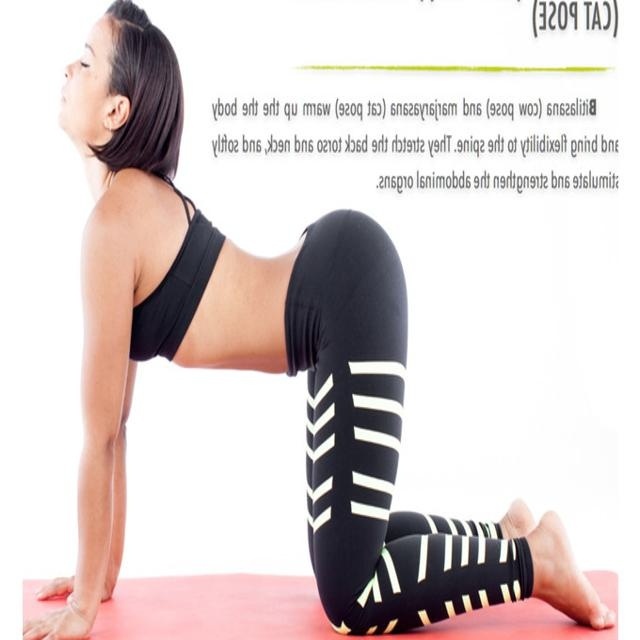 (CAT POSE)
Bitilasana (cow pose) and marjaryasana (cat pose) warm up the the body
and bring flexibility to the spine. They stretch the back torso and neck, and softly
stimulate and strengthen the abdominal organs.